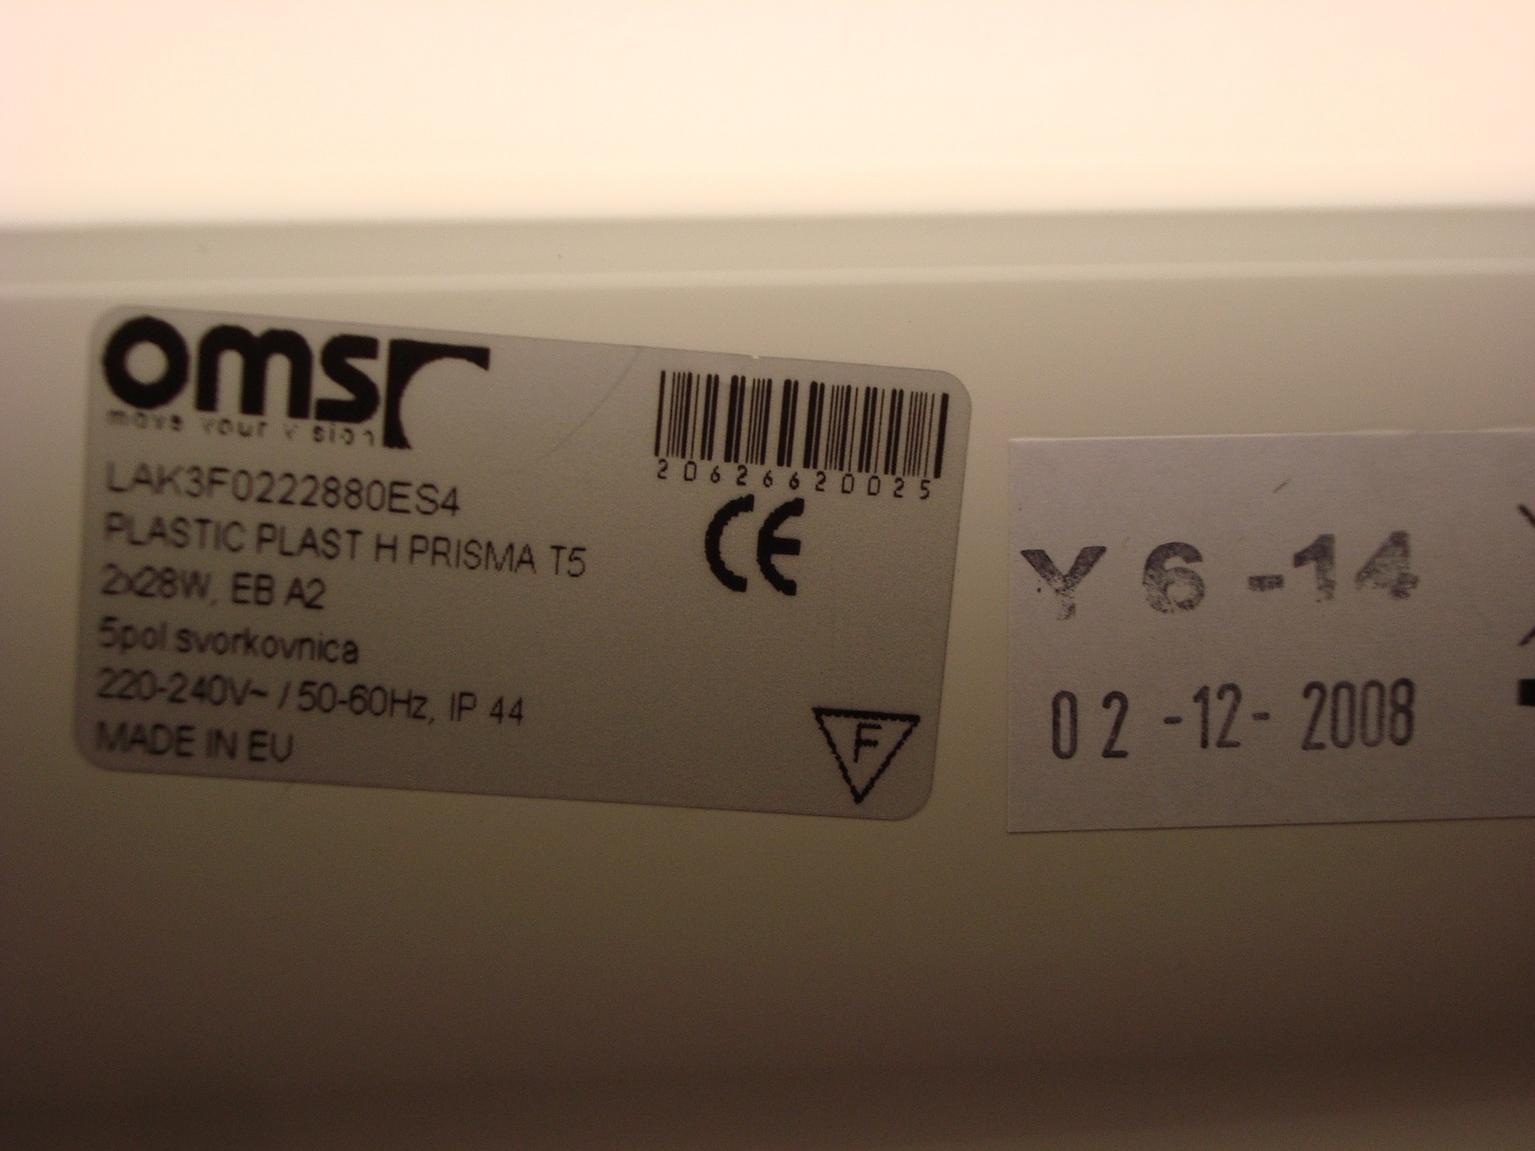 oms
move your vision
LAK3F0222880ES4
PLASTIC PLAST H PRISMA T5
2x28W, EB A2
5pol.svorkovnica
220-240V~ / 50-60Hz, IP 44
MADE IN EU
20626620025
CE
F
Y 6 -14
02 -12- 2008